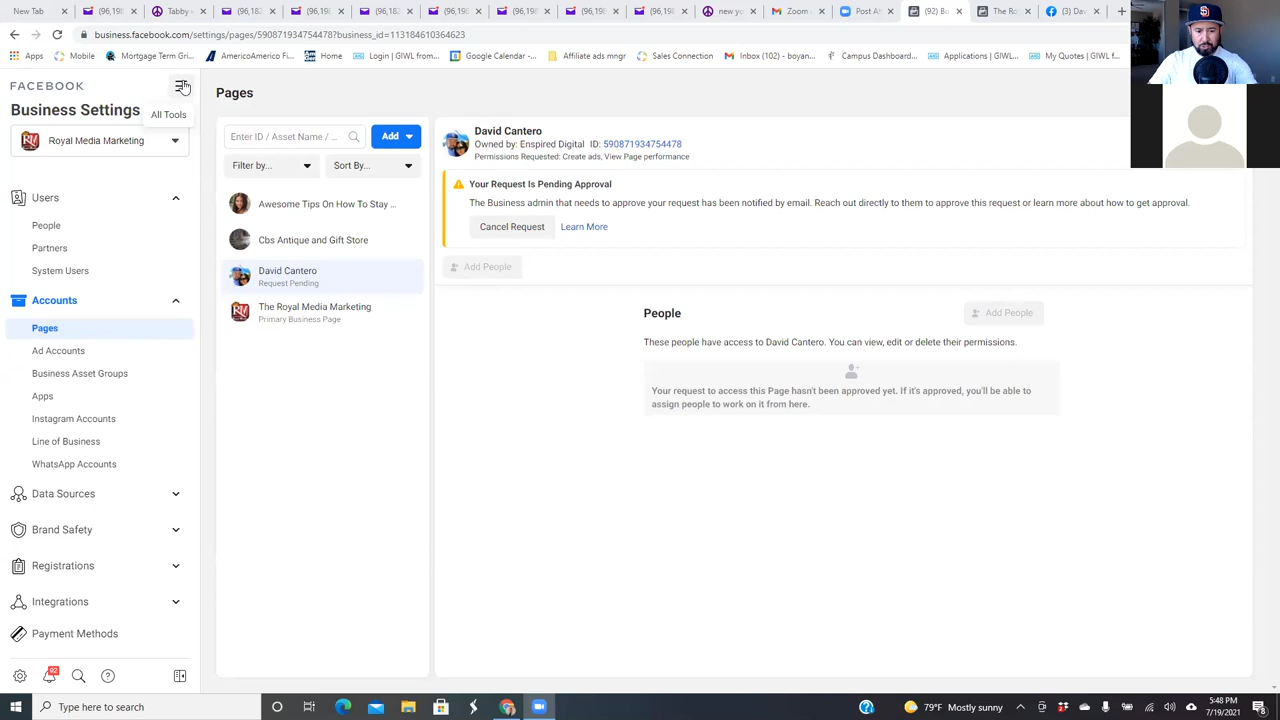 New Tab
(96,19
Tabby
(96,18
(96,182
(96,19
(96,19
(96,19
(96,19
new yo
Zoom
Post At
(92) B
The Ro
(3) Dav
business.facebook.com/settings/pages/590871934754478?business_id=113184610364623
Apps
Mobile
Mortgage Term Gri...
AmericoAmerico Fi...
Home
Login | GIWL from...
Google Calendar -...
Affiliate ads mngr
Sales Connection
Inbox (102) - boyan...
Campus Dashboard...
Applications | GIWL...
My Quotes | GIWL f...
FACEBOOK
Business Settings
All Tools
Royal Media Marketing
Users
People
Partners
System Users
Accounts
Pages
Ad Accounts
Business Asset Groups
Apps
Instagram Accounts
Line of Business
WhatsApp Accounts
Data Sources
Brand Safety
Registrations
Integrations
Payment Methods
92
Pages
Enter ID / Asset Name / ...
Add
Filter by...
Sort By...
Awesome Tips On How To Stay ...
Cbs Antique and Gift Store
David Cantero
Request Pending
The Royal Media Marketing
Primary Business Page
David Cantero
Owned by: Enspired Digital ID: 590871934754478
Permissions Requested: Create ads, View Page performance
Your Request Is Pending Approval
The Business admin that needs to approve your request has been notified by email. Reach out directly to them to approve this request or learn more about how to get approval.
Cancel Request
Learn More
Add People
People
Add People
These people have access to David Cantero. You can view, edit or delete their permissions.
Your request to access this Page hasn't been approved yet. If it's approved, you'll be able to
assign people to work on it from here.
Type here to search
79°F Mostly sunny
5:48 PM
7/19/2021